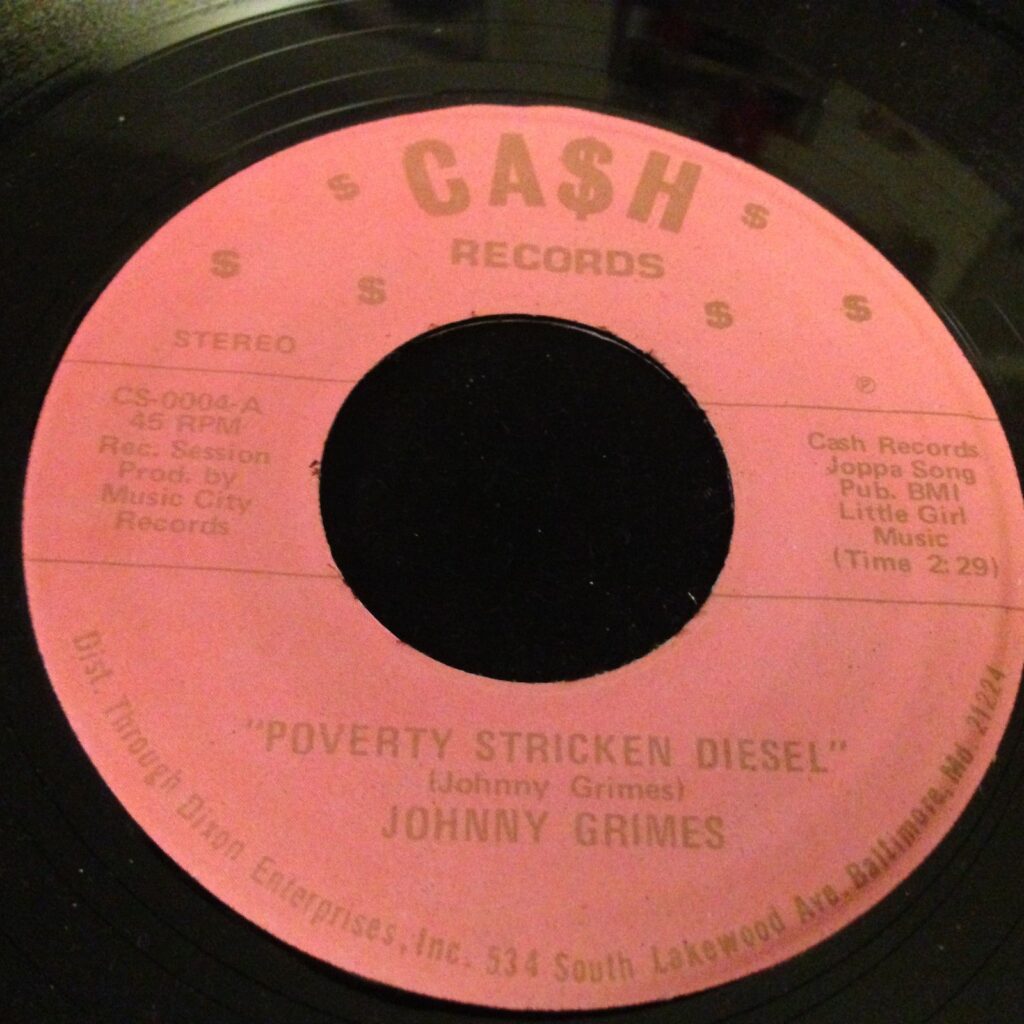 CA$H
$ $
RECORDS
$ $ $ $
STEREO
℗
CS-0004-A
45 RPM
Rec. Session
Prod. by
Music City
Records
Cash Records
Joppa Song
Pub. BMI
Little Girl
Music
(Time 2:29)
"POVERTY STRICKEN DIESEL"
(Johnny Grimes)
JOHNNY GRIMES
Dist. Through Dixon Enterprises, Inc. 534 South Lakewood Ave. Baltimore, Md. 21224